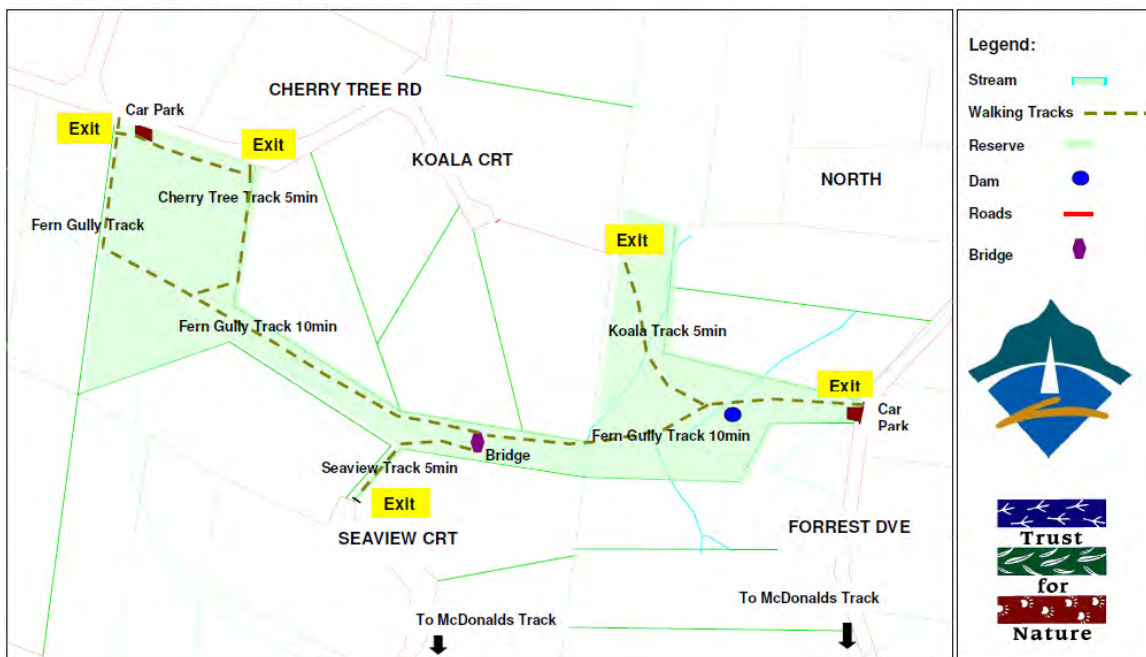 CHERRY TREE RD
Car Park
Exit
Exit
KOALA CRT
NORTH
Cherry Tree Track 5min
Fern Gully Track
Exit
Fern Gully Track 10min
Koala Track 5min
Exit
Car
Park
Fern Gully Track 10min
Bridge
Seaview Track 5min
Exit
SEAVIEW CRT
FORREST DVE
To McDonalds Track
To McDonalds Track
Legend:
Stream
Walking Tracks
Reserve
Dam
Roads
Bridge
Trust
for
Nature